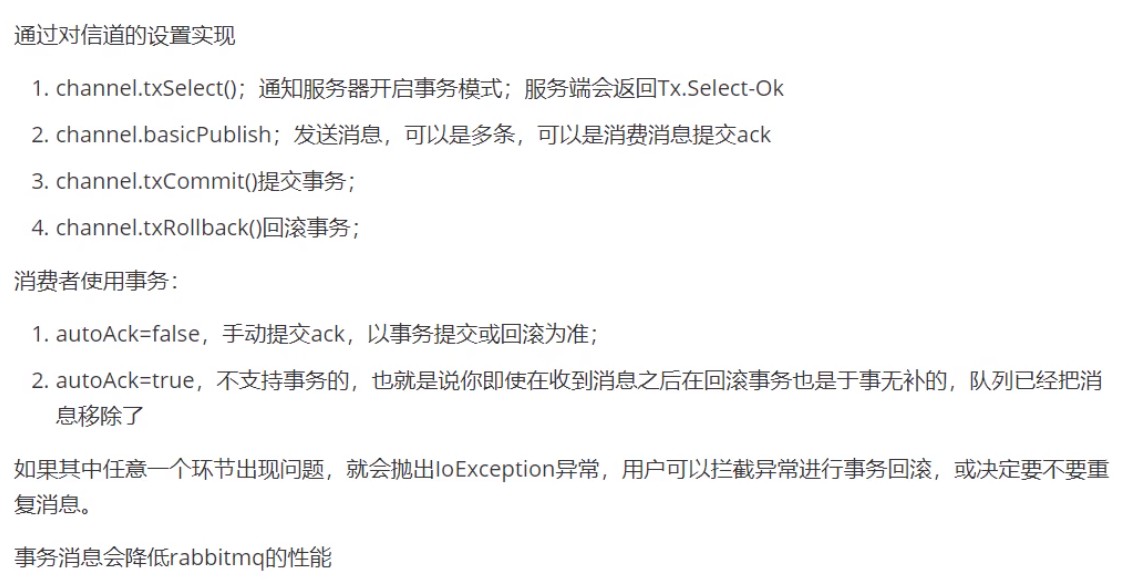 通过对信道的设置实现
1. channel.txSelect()；通知服务器开启事务模式；服务端会返回Tx.Select-Ok
2. channel.basicPublish；发送消息，可以是多条，可以是消费消息提交ack
3. channel.txCommit()提交事务；
4. channel.txRollback()回滚事务；
消费者使用事务：
1. autoAck=false，手动提交ack，以事务提交或回滚为准；
2. autoAck=true，不支持事务的，也就是说你即使在收到消息之后在回滚事务也是于事无补的，队列已经把消
息移除了
如果其中任意一个环节出现问题，就会抛出IoException异常，用户可以拦截异常进行事务回滚，或决定要不要重
复消息。
事务消息会降低rabbitmq的性能